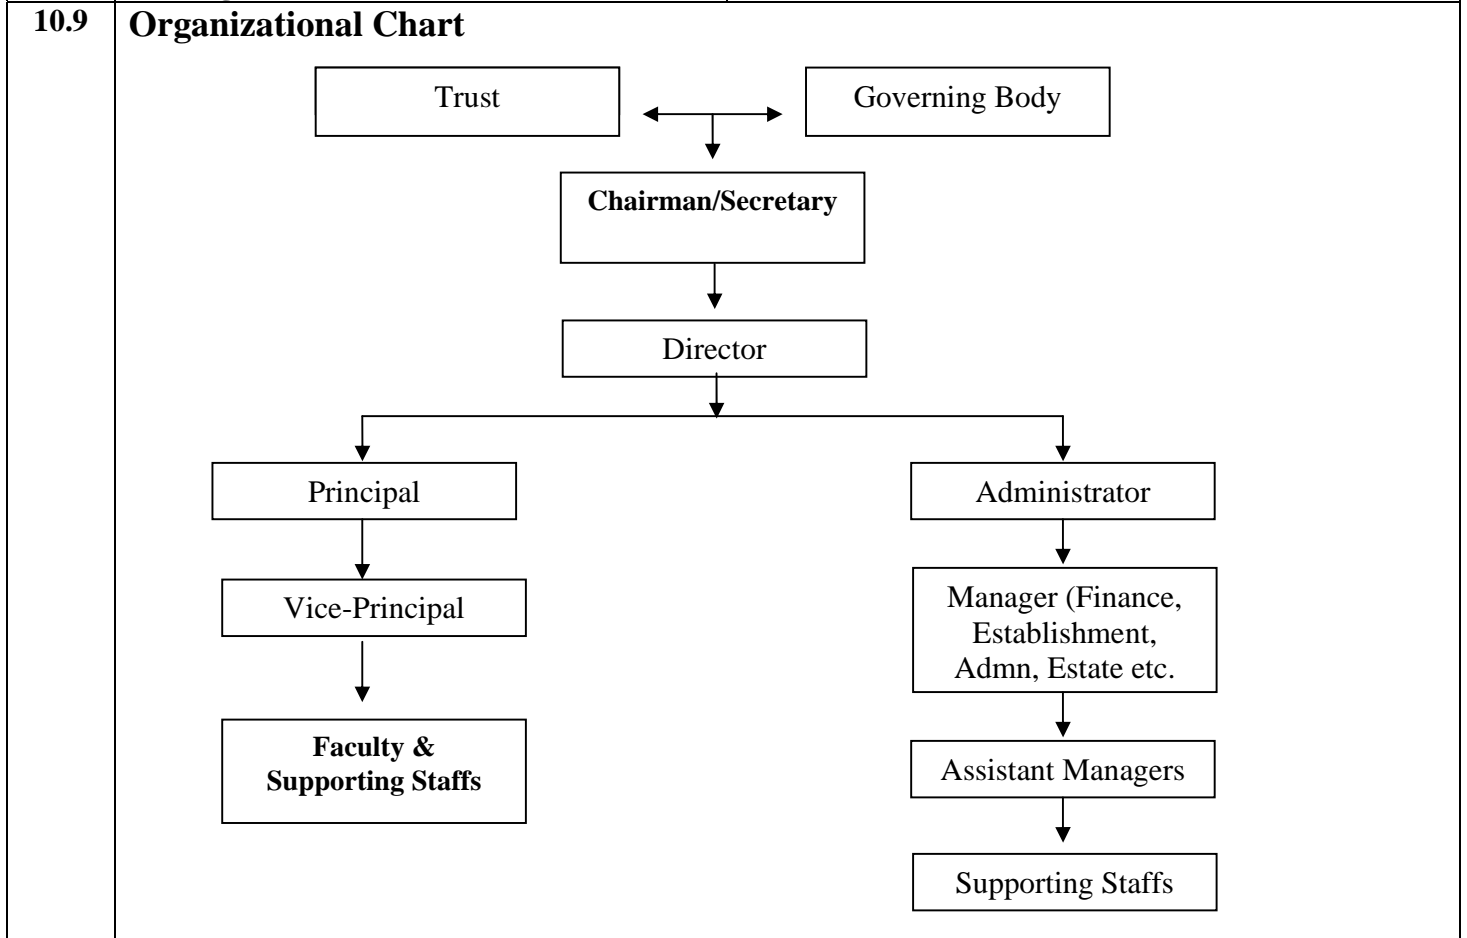 10.9
Organizational Chart
Trust
Governing Body
Chairman/Secretary
Director
Principal
Administrator
Vice-Principal
Manager (Finance,
Establishment,
Admn, Estate etc.
Faculty &
Supporting Staffs
Assistant Managers
Supporting Staffs